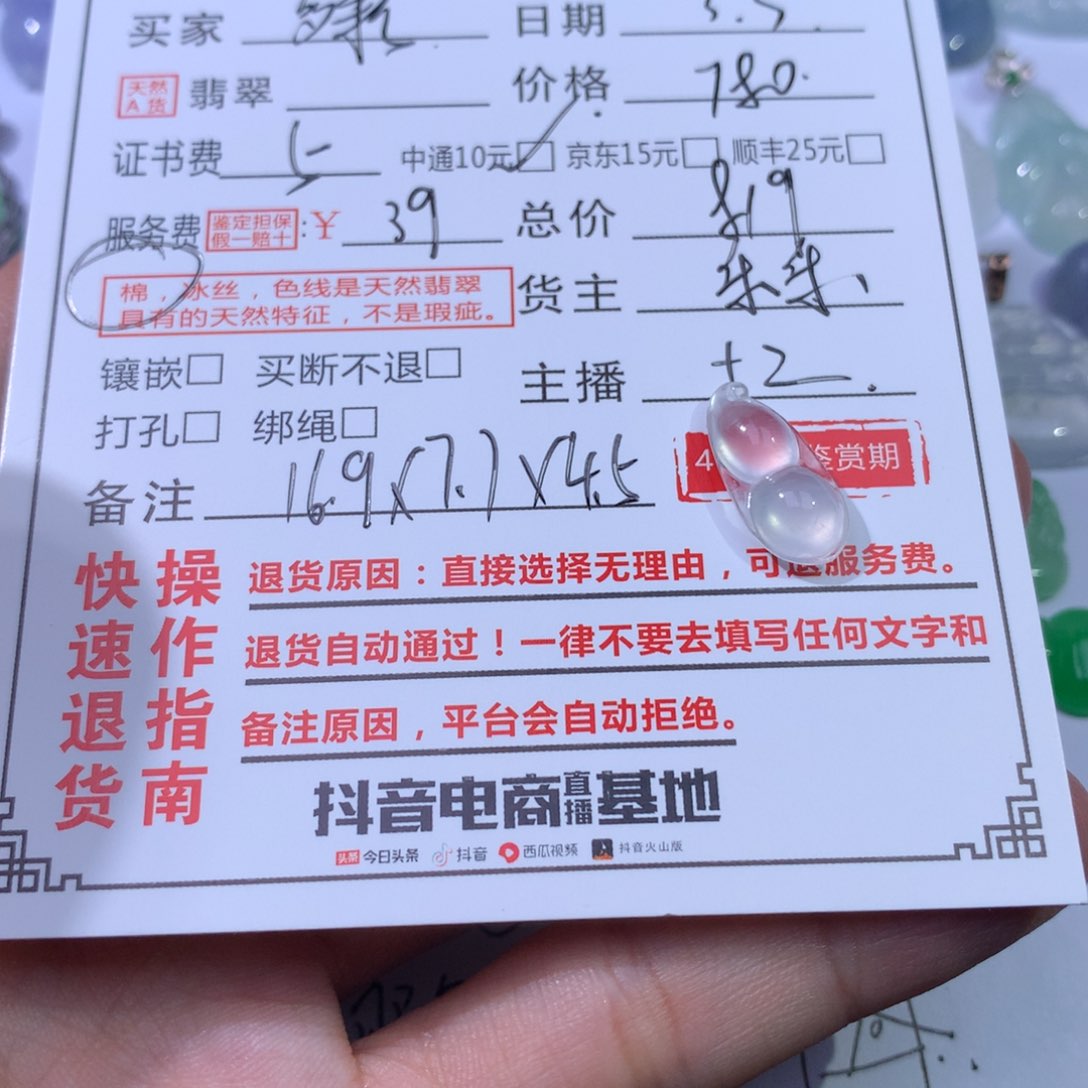 买家 日期 5.5
天然A货 翡翠 价格 780.
证书费 5 中通10元☑ 京东15元□ 顺丰25元□
服务费 鉴定担保 假一赔十 :¥ 39 总价 819
棉，冰丝，色线是天然翡翠 货主 朱朱
具有的天然特征，不是瑕疵。
镶嵌□ 买断不退□ 主播 +2.
打孔□ 绑绳□
4 鉴赏期
备注 16.9x7.7x4.5
快速退货 操作指南
退货原因：直接选择无理由，可退服务费。
退货自动通过！一律不要去填写任何文字和
备注原因，平台会自动拒绝。
抖音电商直播基地
头条 今日头条 抖音 西瓜视频 抖音火山版